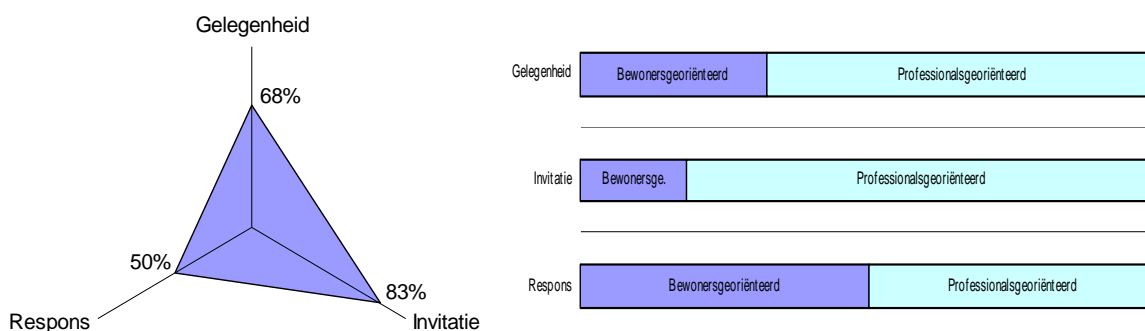 Gelegenheid
68%
50%
83%
Respons
Invitatie
Gelegenheid
Bewonersgeoriënteerd
Professionalsgeoriënteerd
Invitatie
Bewonersge.
Professionalsgeoriënteerd
Respons
Bewonersgeoriënteerd
Professionalsgeoriënteerd